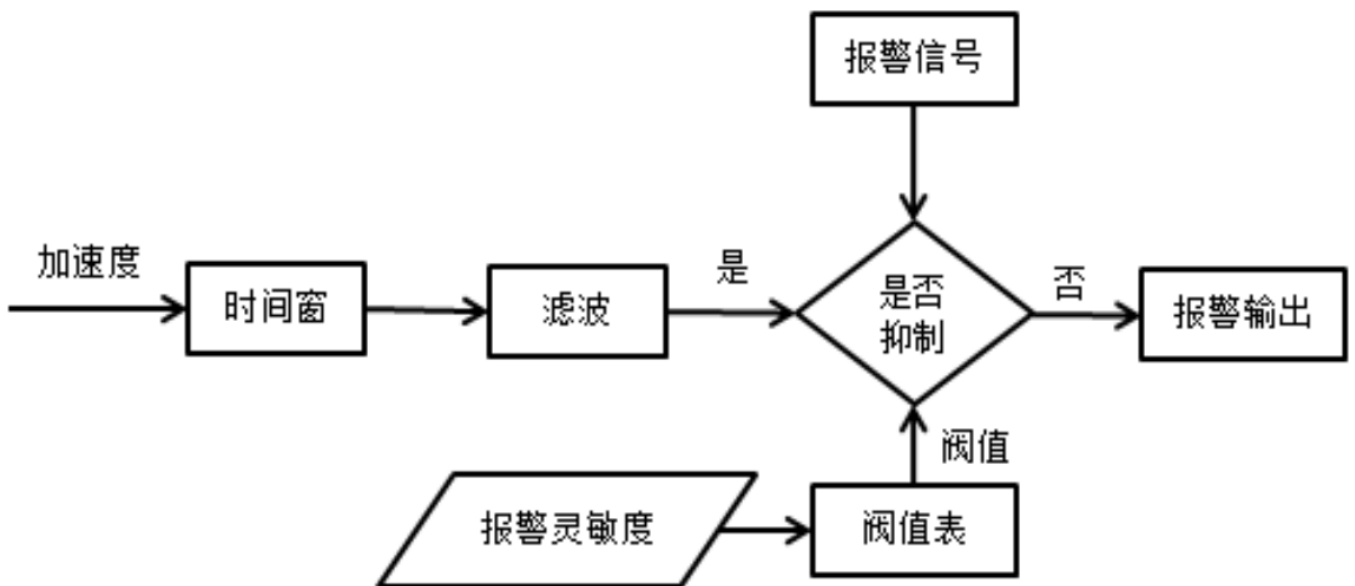 报警信号
加速度
时间窗
滤波
是
是否
抑制
否
报警输出
阀值
报警灵敏度
阀值表